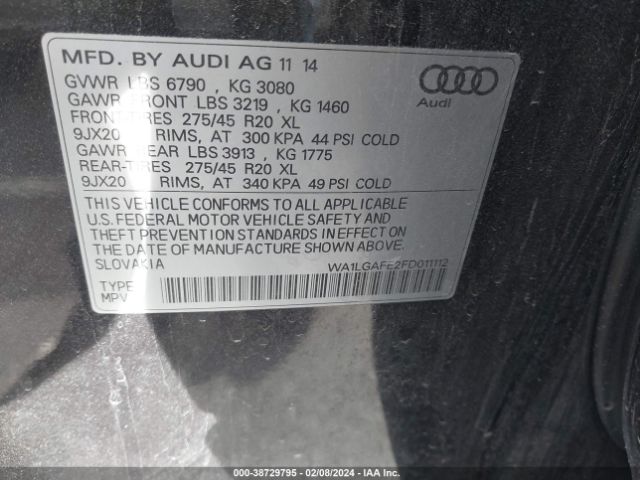 MFD. BY AUDI AG 11 14
GVWR LBS 6790 , KG 3080
GAWR FRONT LBS 3219 , KG 1460
FRONT-TIRES 275/45 R20 XL
9JX20 RIMS, AT 300 KPA 44 PSI COLD
GAWR REAR LBS 3913 , KG 1775
REAR-TIRES 275/45 R20 XL
9JX20 RIMS, AT 340 KPA 49 PSI COLD
THIS VEHICLE CONFORMS TO ALL APPLICABLE
U.S. FEDERAL MOTOR VEHICLE SAFETY AND
THEFT PREVENTION STANDARDS IN EFFECT ON
THE DATE OF MANUFACTURE SHOWN ABOVE.
SLOVAKIA
WA1LGAFE2FD011112
TYPE
MPV
Audi
000-38729795 - 02/08/2024 - IAA Inc.